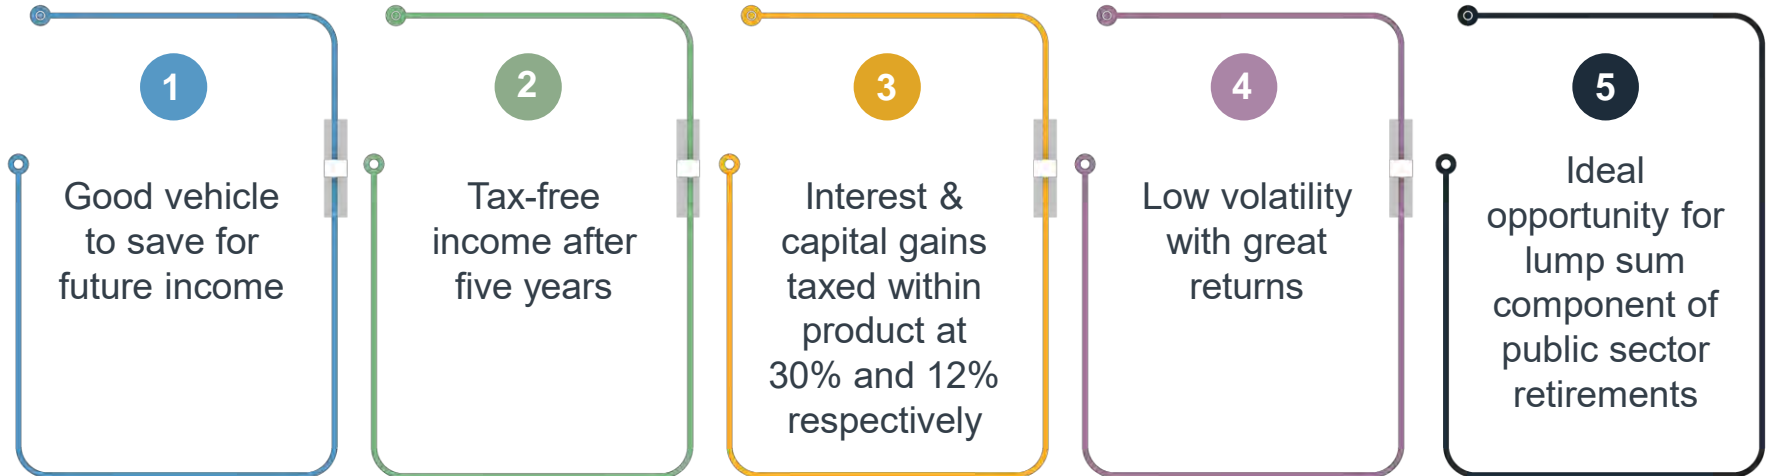 1
Good vehicle
to save for
future income
2
Tax-free
income after
five years
3
Interest &
capital gains
taxed within
product at
30% and 12%
respectively
4
Low volatility
with great
returns
5
Ideal
opportunity for
lump sum
component of
public sector
retirements